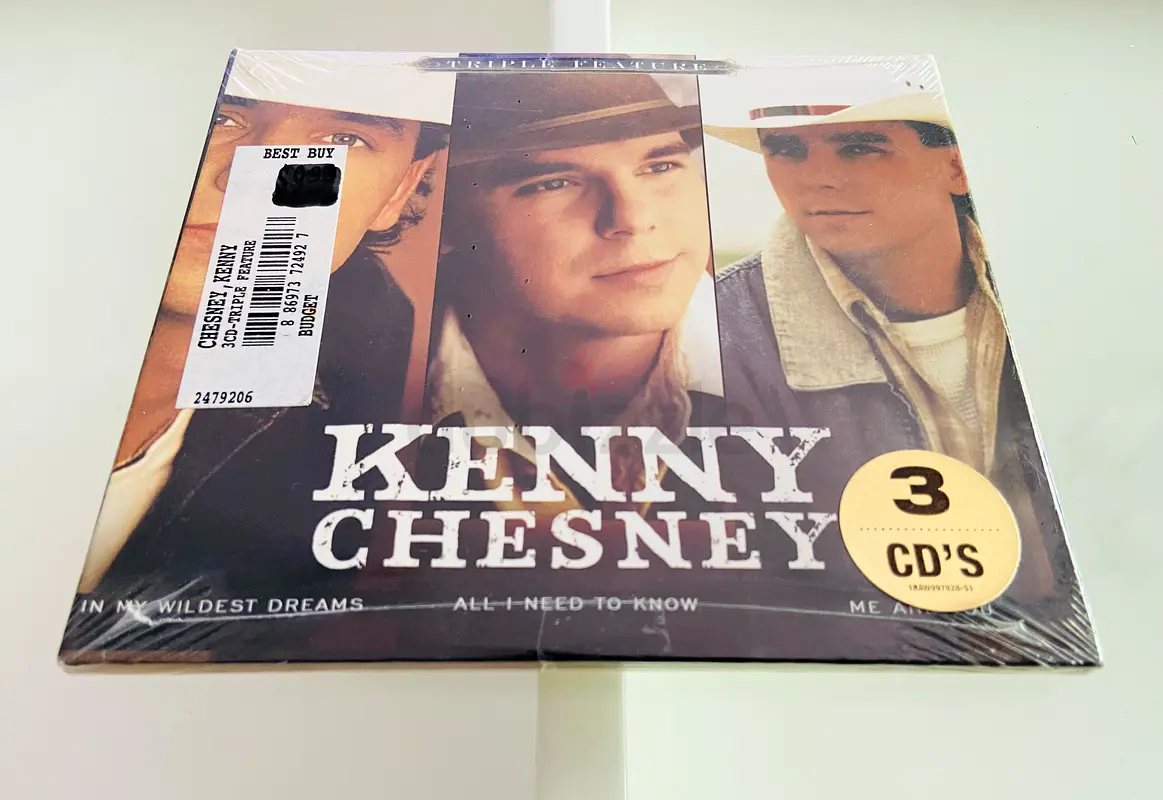 TRIPLE FEATURE
BEST BUY
CHESNEY,KENNY
3CD-TRIPLE FEATURE
8 86973 72492 7
BUDGET
2479206
KENNY
CHESNEY
3
CD'S
IN MY WILDEST DREAMS
ALL I NEED TO KNOW
ME AND YOU